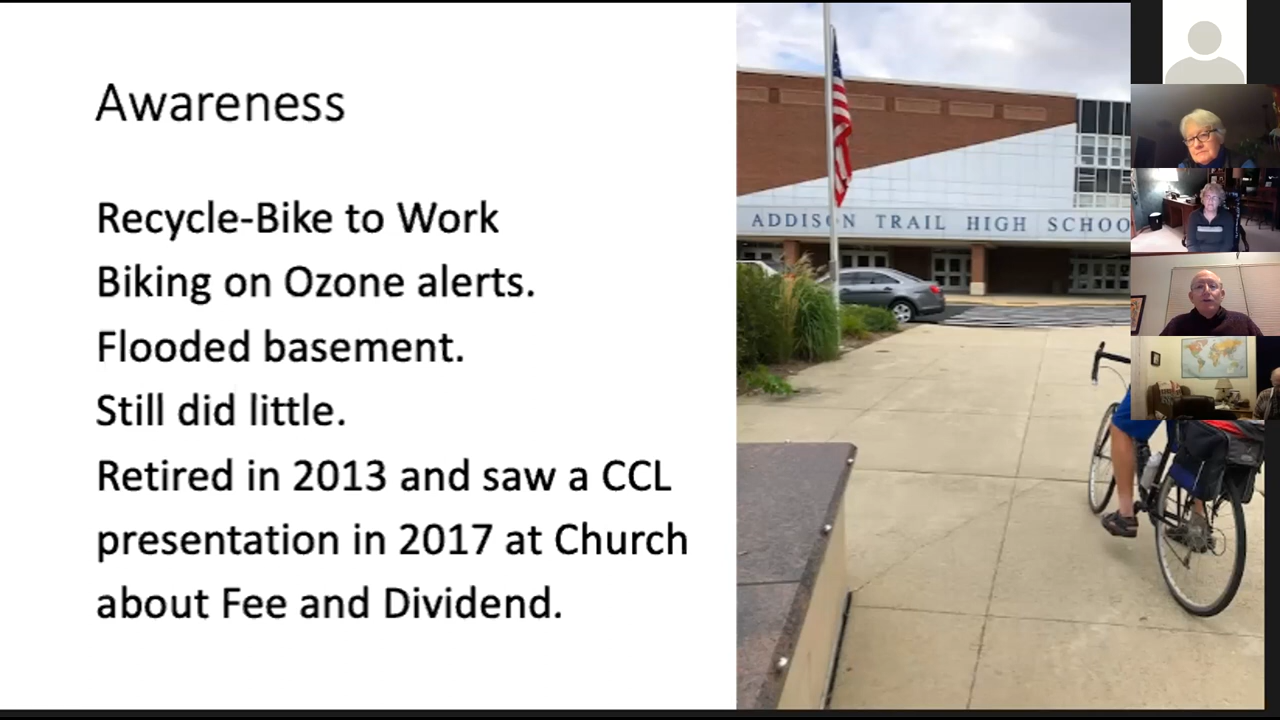 Awareness
Recycle-Bike to Work
Biking on Ozone alerts.
Flooded basement.
Still did little.
Retired in 2013 and saw a CCL
presentation in 2017 at Church
about Fee and Dividend.
ADDISON TRAIL HIGH SCHOO